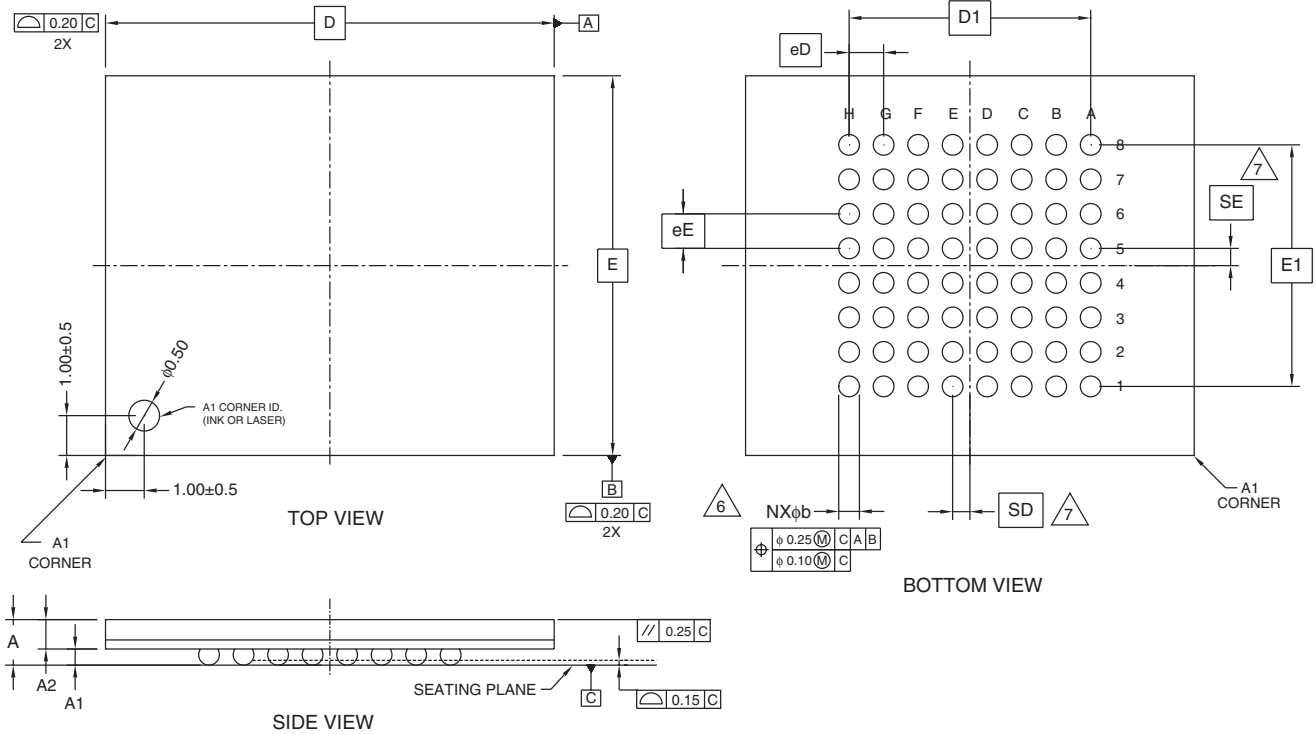 ⌓ 0.20 C
2X
D
A
E
1.00±0.5
ϕ0.50
A1 CORNER ID.
(INK OR LASER)
1.00±0.5
B
⌓ 0.20 C
2X
A1
CORNER
TOP VIEW
D1
eD
H G F E D C B A
8
7
6
5
4
3
2
1
7
SE
eE
E1
6
NXϕb
SD
7
⌖ ϕ 0.25 Ⓜ C A B
ϕ 0.10 Ⓜ C
A1
CORNER
BOTTOM VIEW
A
A2
A1
// 0.25 C
SEATING PLANE
C
⌓ 0.15 C
SIDE VIEW